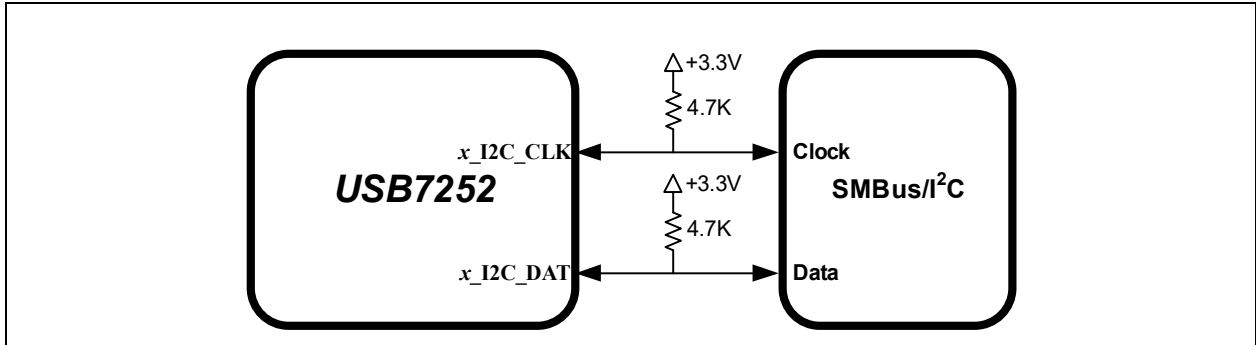 +3.3V
4.7K
x_I2C_CLK
Clock
USB7252
+3.3V
SMBus/I²C
4.7K
x_I2C_DAT
Data